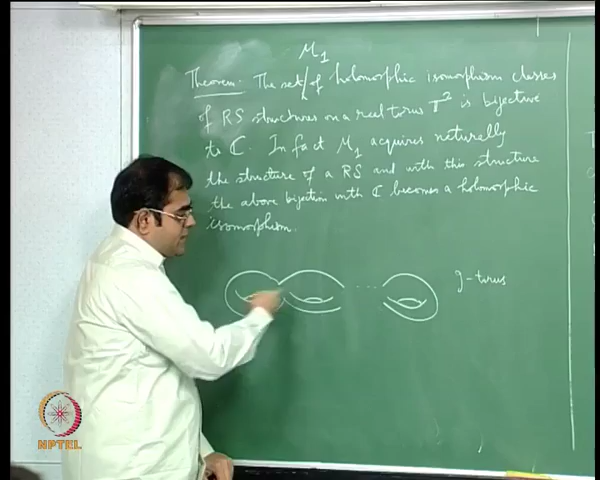 M₁
Theorem: The set of holomorphic isomorphism classes
of RS structures on a real torus T² is bijective
to ℂ. In fact M₁ acquires naturally
the structure of a RS and with this structure
the above bijection with ℂ becomes a holomorphic
isomorphism.
g-torus
NPTEL